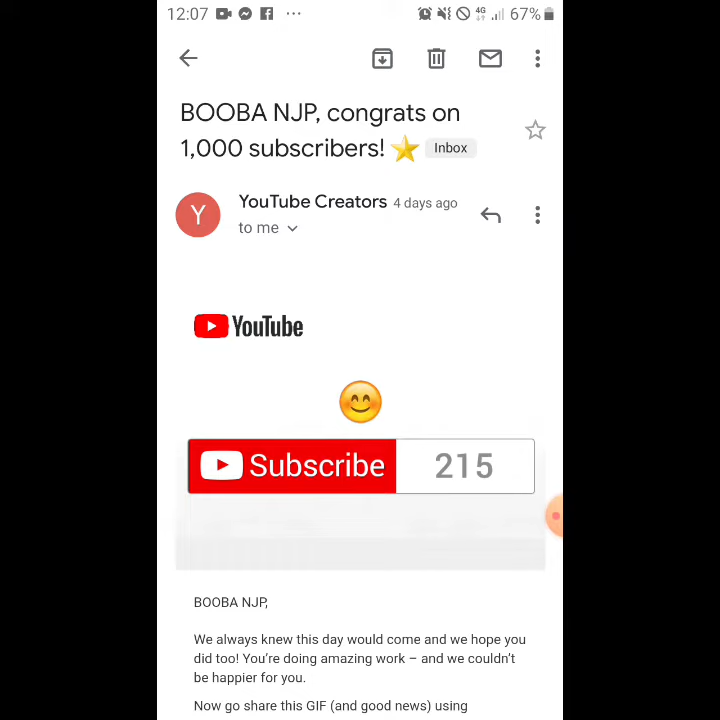 12:07 4G 67%
BOOBA NJP, congrats on
1,000 subscribers! ⭐ Inbox
Y YouTube Creators 4 days ago
to me
YouTube
Subscribe 215
BOOBA NJP,
We always knew this day would come and we hope you
did too! You’re doing amazing work – and we couldn’t
be happier for you.
Now go share this GIF (and good news) using